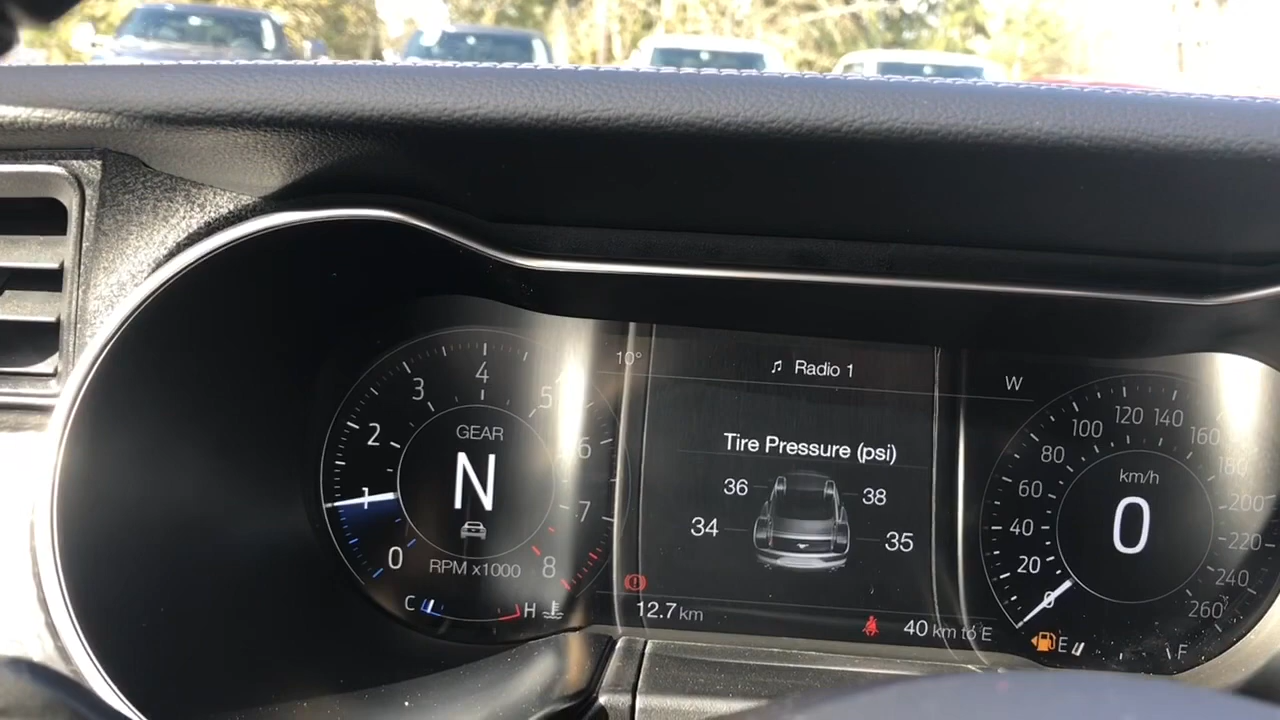 10°
Radio 1
W
0
1
2
3
4
5
6
7
8
GEAR
N
RPM x1000
C
H
Tire Pressure (psi)
36
38
34
35
12.7 km
40 km to E
0
20
40
60
80
100
120
140
160
180
200
220
240
260
km/h
0
E
F